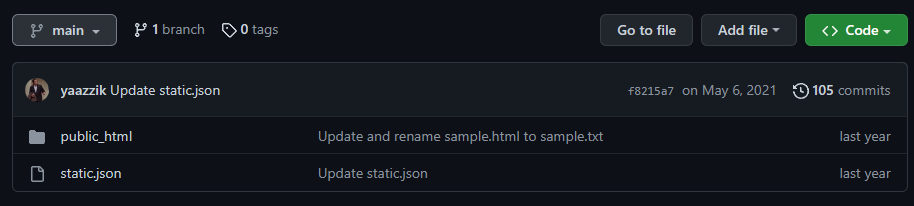 main 1 branch 0 tags Go to file Add file Code
yaazzik Update static.json f8215a7 on May 6, 2021 105 commits
public_html Update and rename sample.html to sample.txt last year
static.json Update static.json last year